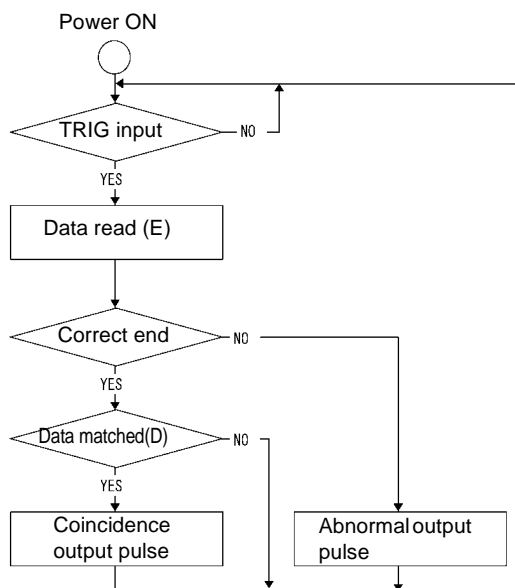 Power ON
TRIG input
NO
YES
Data read (E)
Correct end
NO
YES
Data matched(D)
NO
YES
Coincidence
output pulse
Abnormal output
pulse